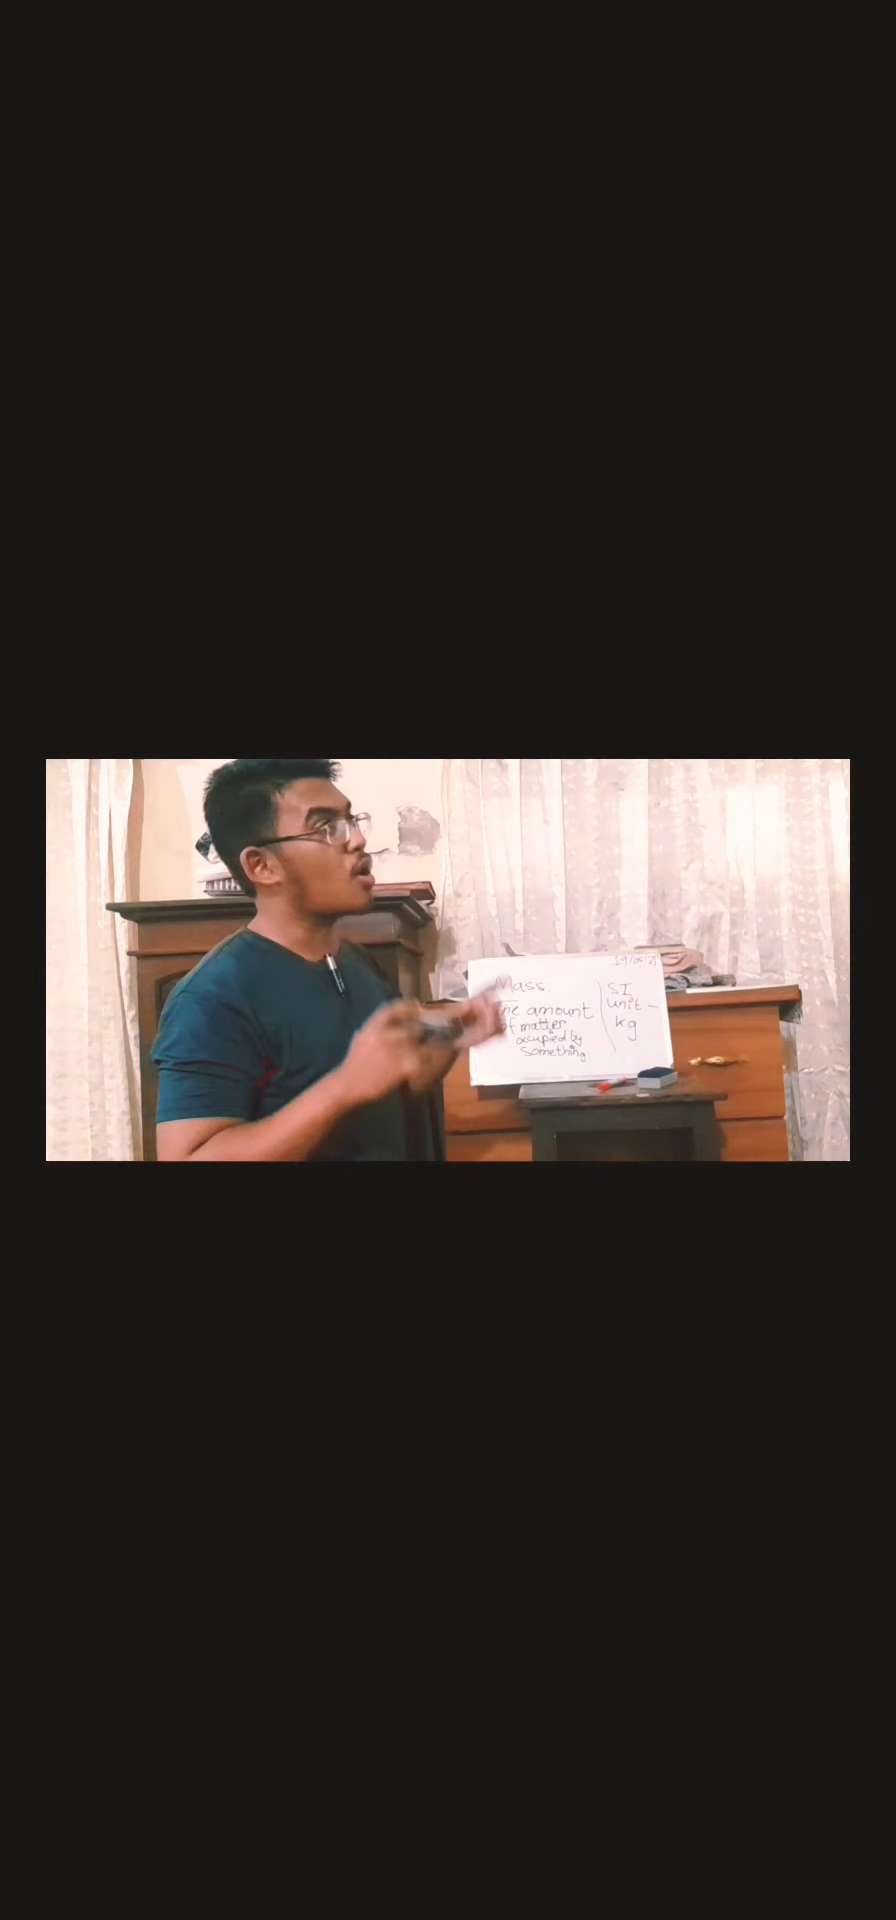 Mass
The amount
of matter
occupied by
something
SI
unit -
kg